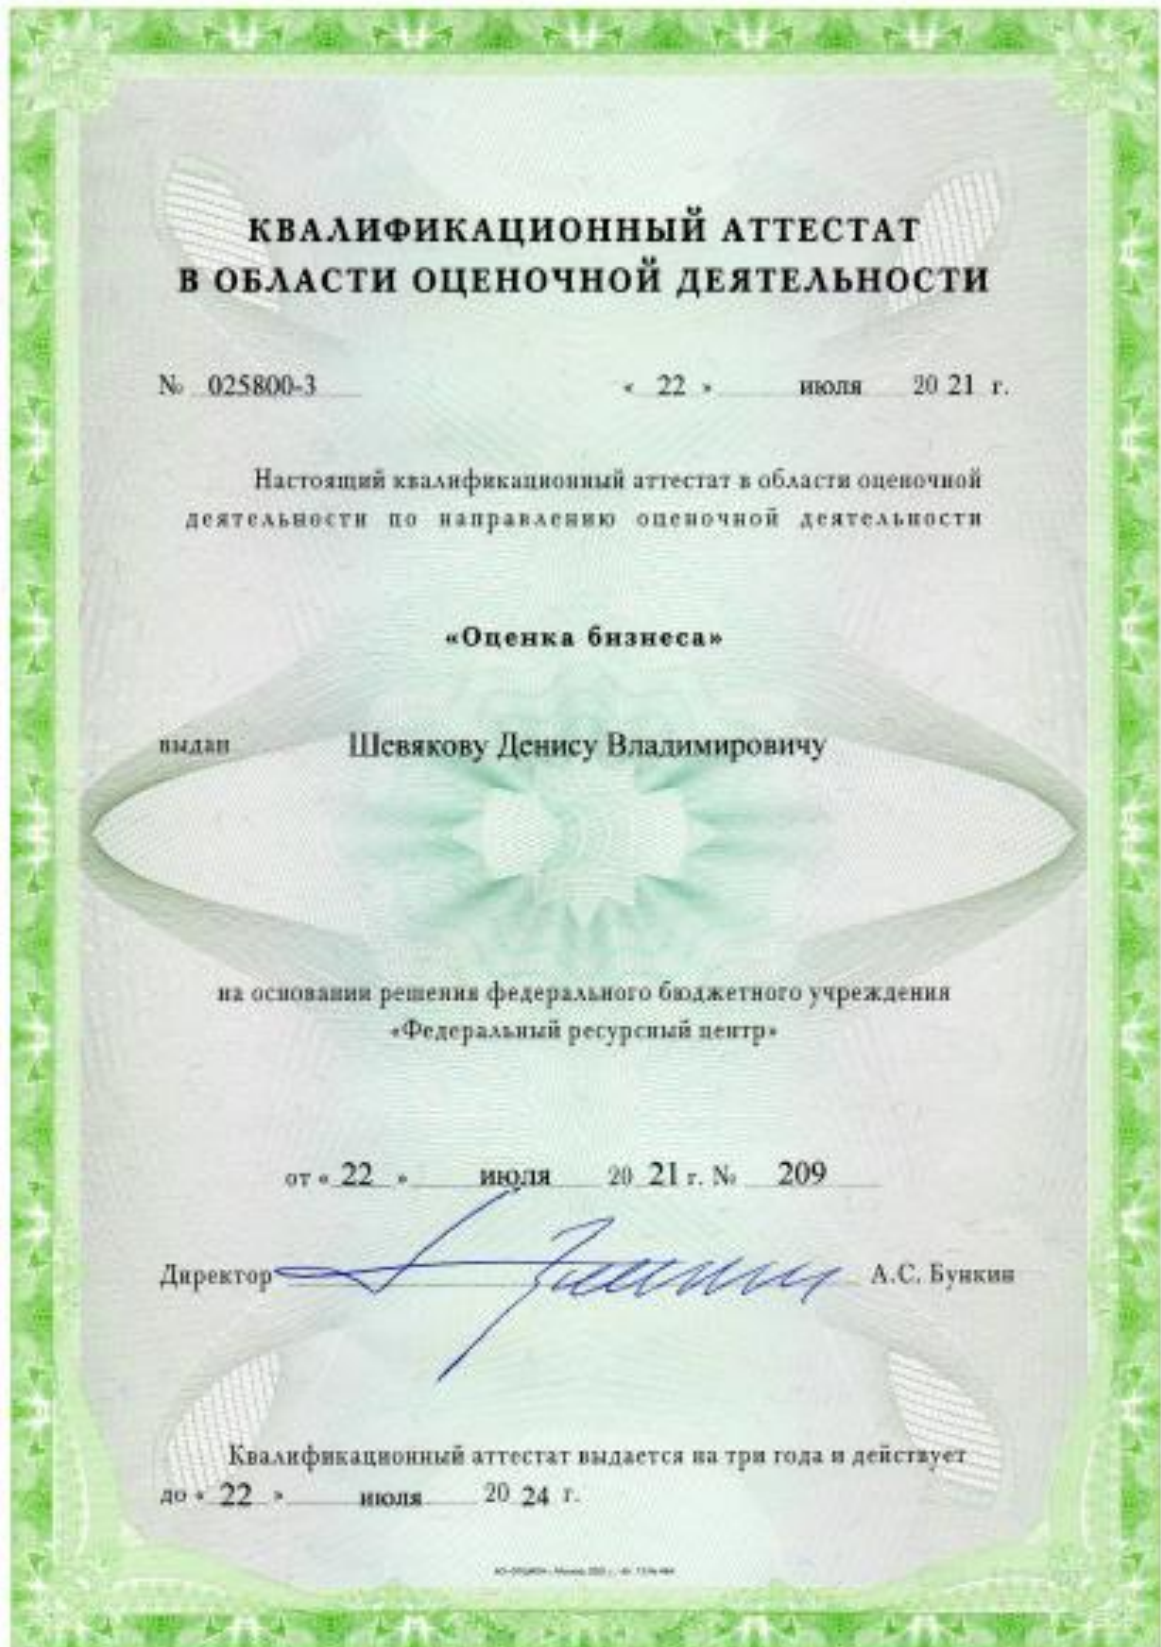 КВАЛИФИКАЦИОННЫЙ АТТЕСТАТ
В ОБЛАСТИ ОЦЕНОЧНОЙ ДЕЯТЕЛЬНОСТИ
№ 025800-3 « 22 » июля 20 21 г.
Настоящий квалификационный аттестат в области оценочной
деятельности по направлению оценочной деятельности
«Оценка бизнеса»
выдан Шевякову Денису Владимировичу
на основании решения федерального бюджетного учреждения
«Федеральный ресурсный центр»
от « 22 » июля 20 21 г. № 209
Директор А.С. Бункин
Квалификационный аттестат выдается на три года и действует
до « 22 » июля 20 24 г.